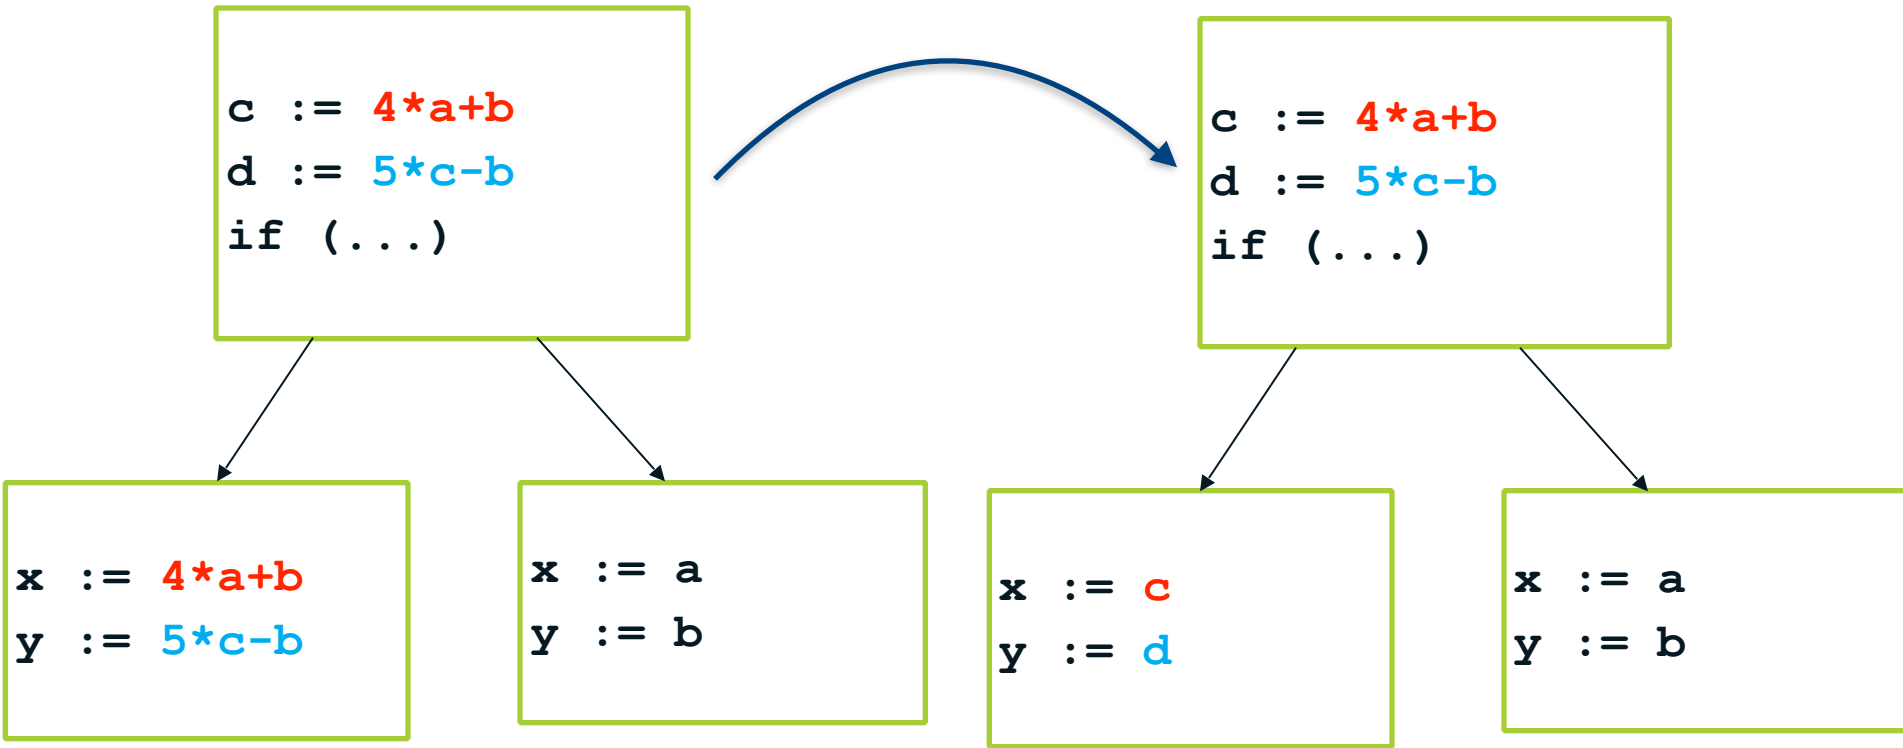 c := 4*a+b
d := 5*c-b
if (...)
x := 4*a+b
y := 5*c-b
x := a
y := b
c := 4*a+b
d := 5*c-b
if (...)
x := c
y := d
x := a
y := b